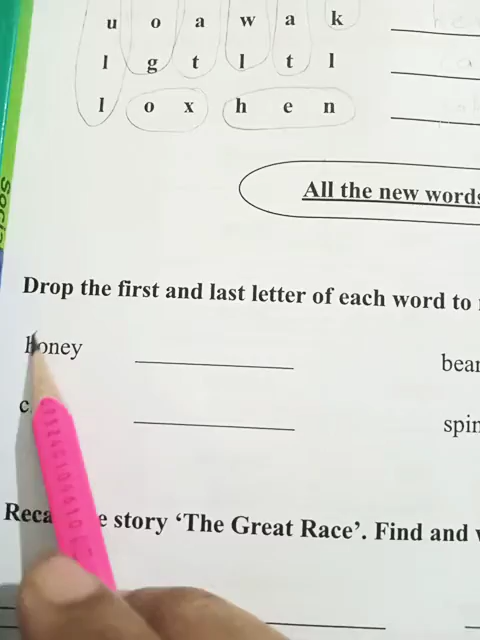 u o a w a k
l g t l t l
l o x h e n
All the new words
Drop the first and last letter of each word to
honey
bear
spin
Reca e story ‘The Great Race’. Find and